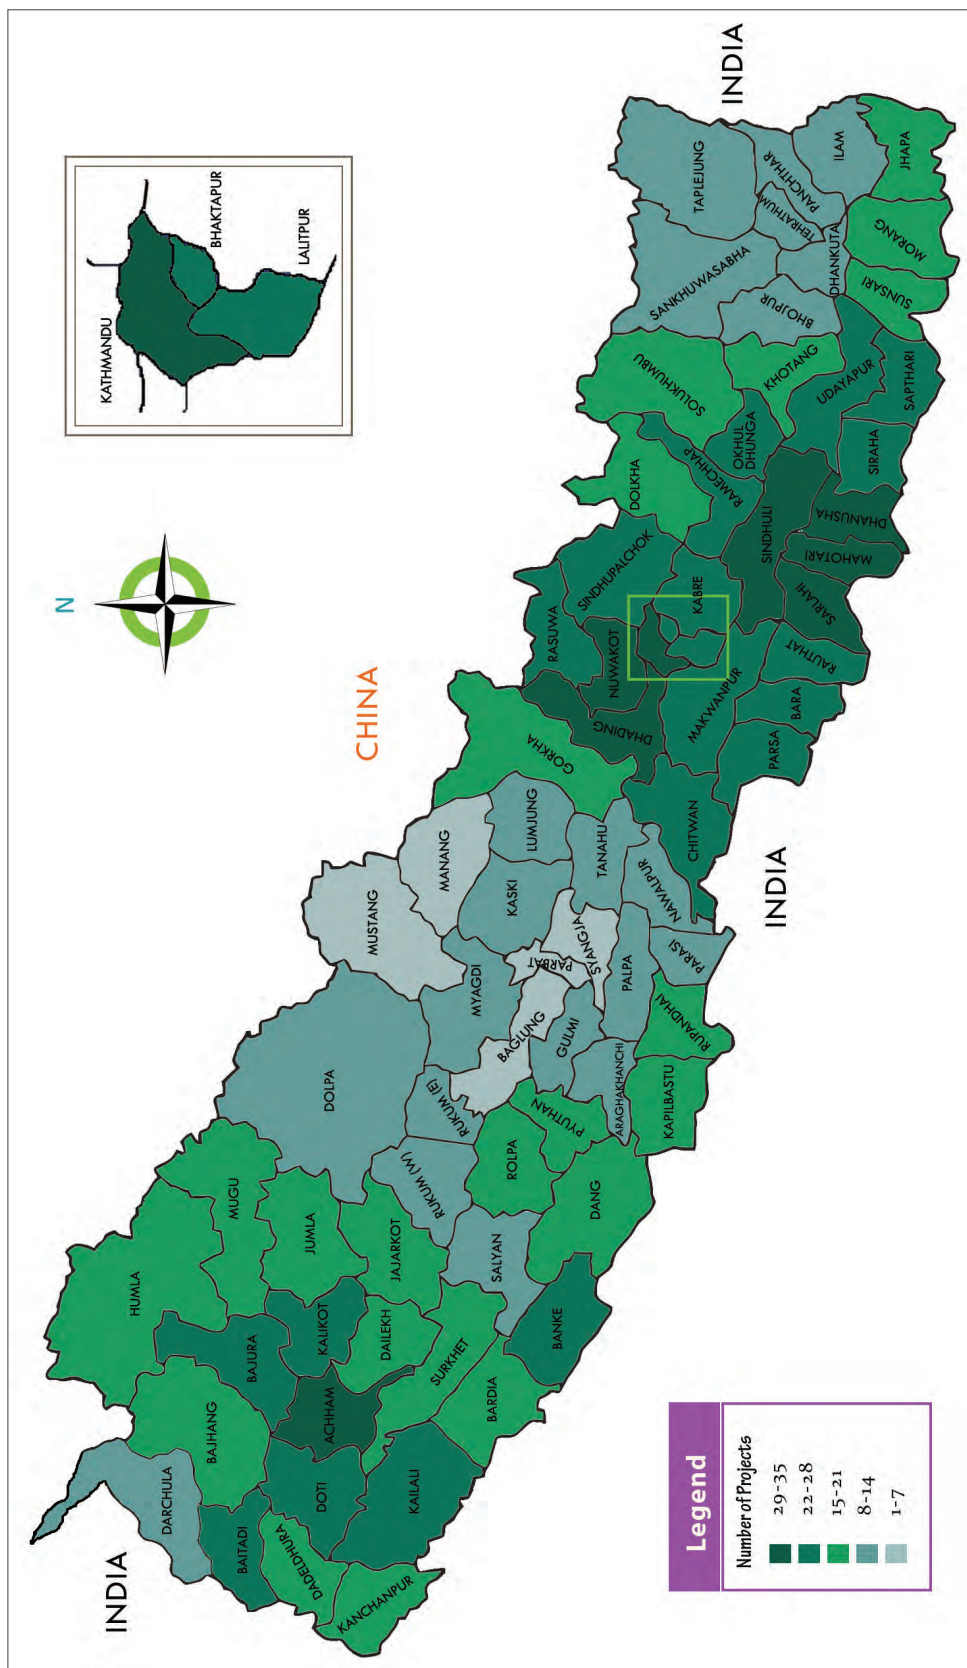 N
CHINA
INDIA
INDIA
INDIA
KATHMANDU
BHAKTAPUR
LALITPUR
DARCHULA
BAJHANG
HUMLA
BAITADI
BAJURA
MUGU
DADELDHURA
DOTI
ACHHAM
KALIKOT
JUMLA
DOLPA
KANCHANPUR
KAILALI
DAILEKH
JAJARKOT
SURKHET
RUKUM (W)
RUKUM (E)
BARDIA
SALYAN
ROLPA
BANKE
DANG
PYUTHAN
MUSTANG
MANANG
MYAGDI
KASKI
LUMJUNG
BAGLUNG
PARBAT
SYANGJA
TANAHU
GULMI
ARAGHAKHANCHI
PALPA
NAWALPUR
PARASI
RUPANDHAI
KAPILBASTU
GORKHA
DHADING
NUWAKOT
RASUWA
SINDHUPALCHOK
KABRE
CHITWAN
MAKWANPUR
PARSA
BARA
RAUTHAT
SARLAHI
MAHOTARI
DHANUSHA
SINDHULI
DOLKHA
RAMECHHAP
OKHUL
DHUNGA
SOLUKHUMBU
KHOTANG
UDAYAPUR
SIRAHA
SAPTHARI
SANKHUWASABHA
BHOJPUR
TAPLEJUNG
TEHRATHUM
PANCHTHAR
DHANKUTA
ILAM
SUNSARI
MORANG
JHAPA
Legend
Number of Projects
29-35
22-28
15-21
8-14
1-7